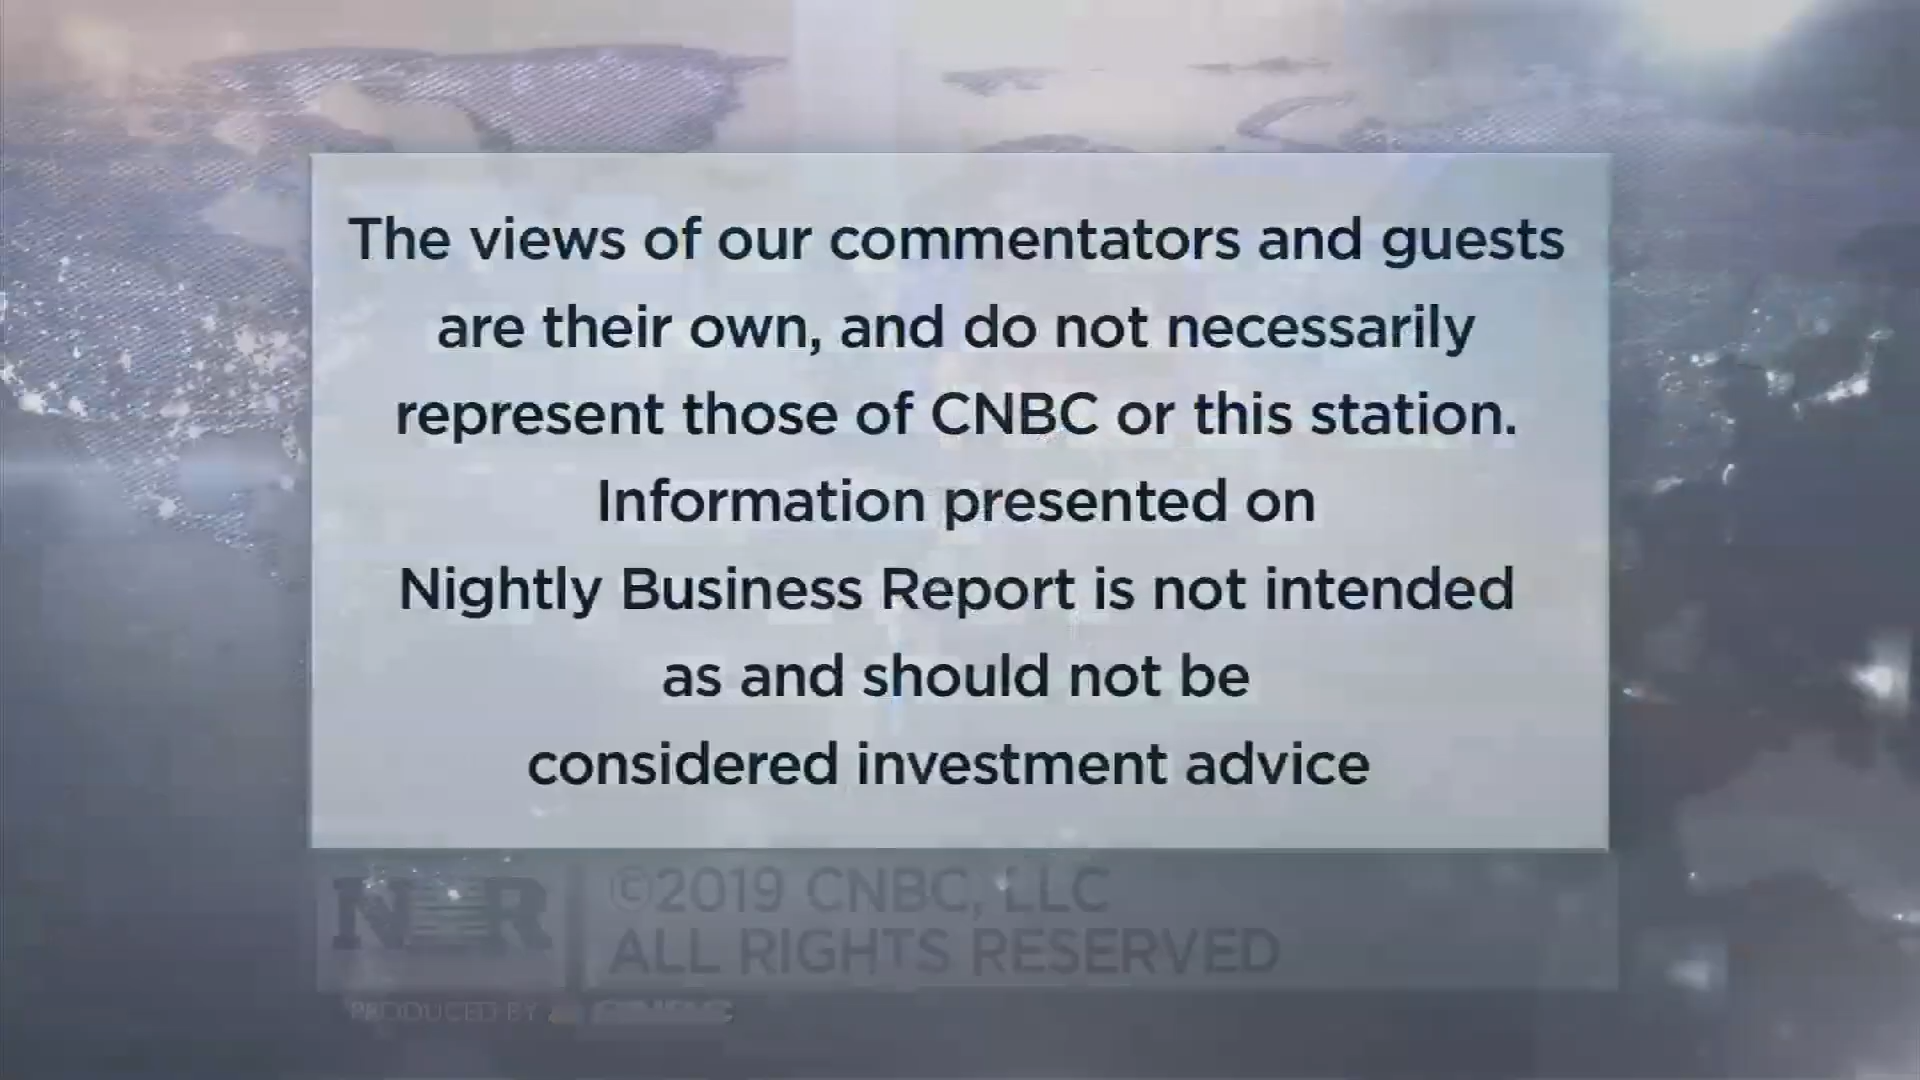 The views of our commentators and guests
are their own, and do not necessarily
represent those of CNBC or this station.
Information presented on
Nightly Business Report is not intended
as and should not be
considered investment advice
©2019 CNBC, LLC
ALL RIGHTS RESERVED
PRODUCED BY